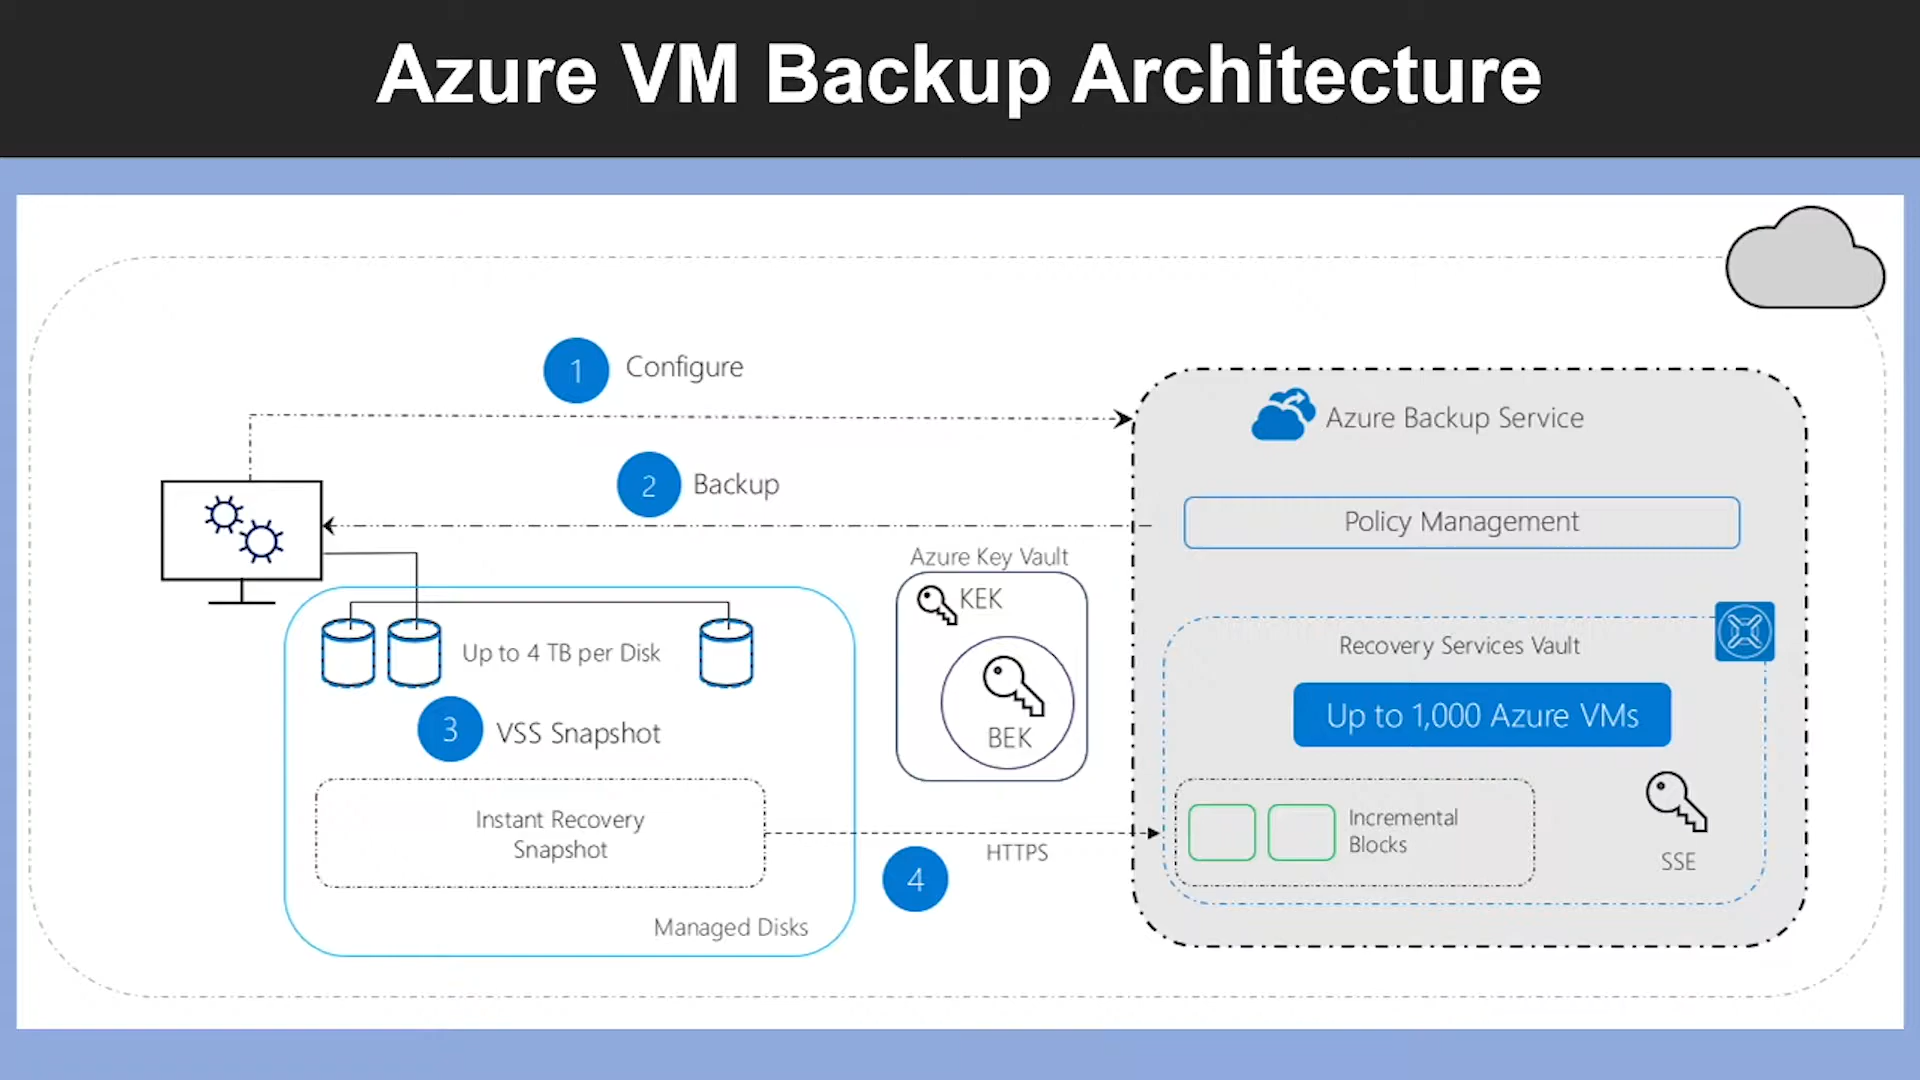 Azure VM Backup Architecture
1 Configure
Azure Backup Service
2 Backup
Policy Management
Azure Key Vault
KEK
BEK
Up to 4 TB per Disk
3 VSS Snapshot
Instant Recovery
Snapshot
Managed Disks
4
HTTPS
Recovery Services Vault
Up to 1,000 Azure VMs
Incremental
Blocks
SSE